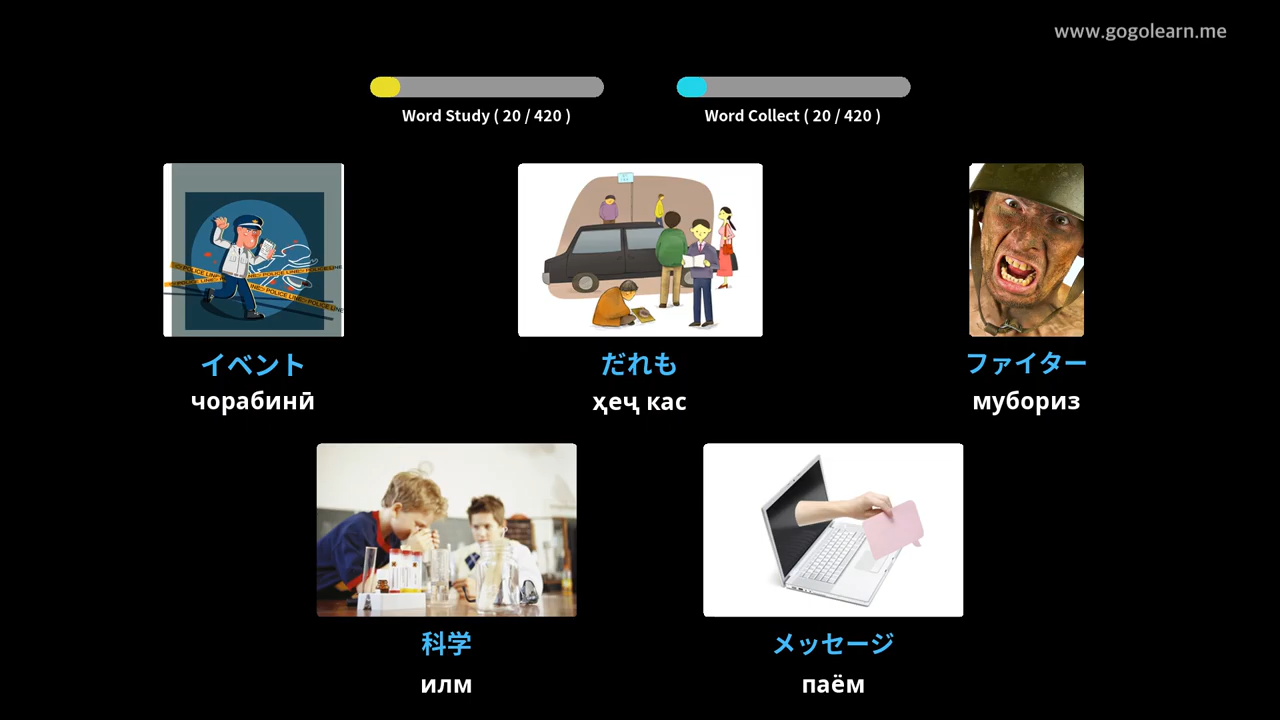 www.gogolearn.me
Word Study ( 20 / 420 )
Word Collect ( 20 / 420 )
イベント
だれも
ファイター
чорабинӣ
ҳеҷ кас
мубориз
科学
メッセージ
илм
паём